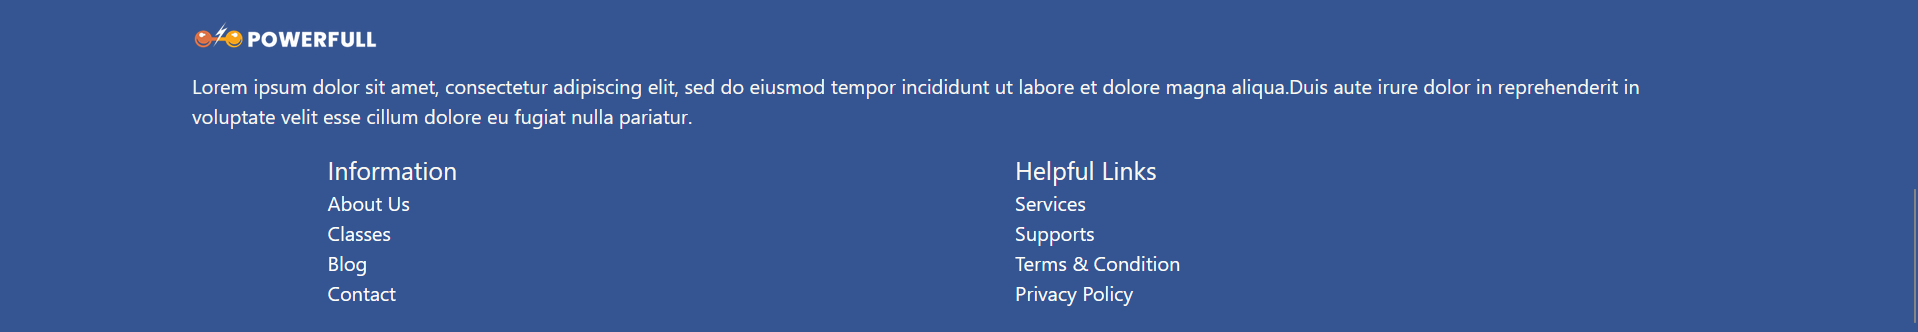 POWERFULL
Lorem ipsum dolor sit amet, consectetur adipiscing elit, sed do eiusmod tempor incididunt ut labore et dolore magna aliqua.Duis aute irure dolor in reprehenderit in
voluptate velit esse cillum dolore eu fugiat nulla pariatur.
Information
About Us
Classes
Blog
Contact
Helpful Links
Services
Supports
Terms & Condition
Privacy Policy